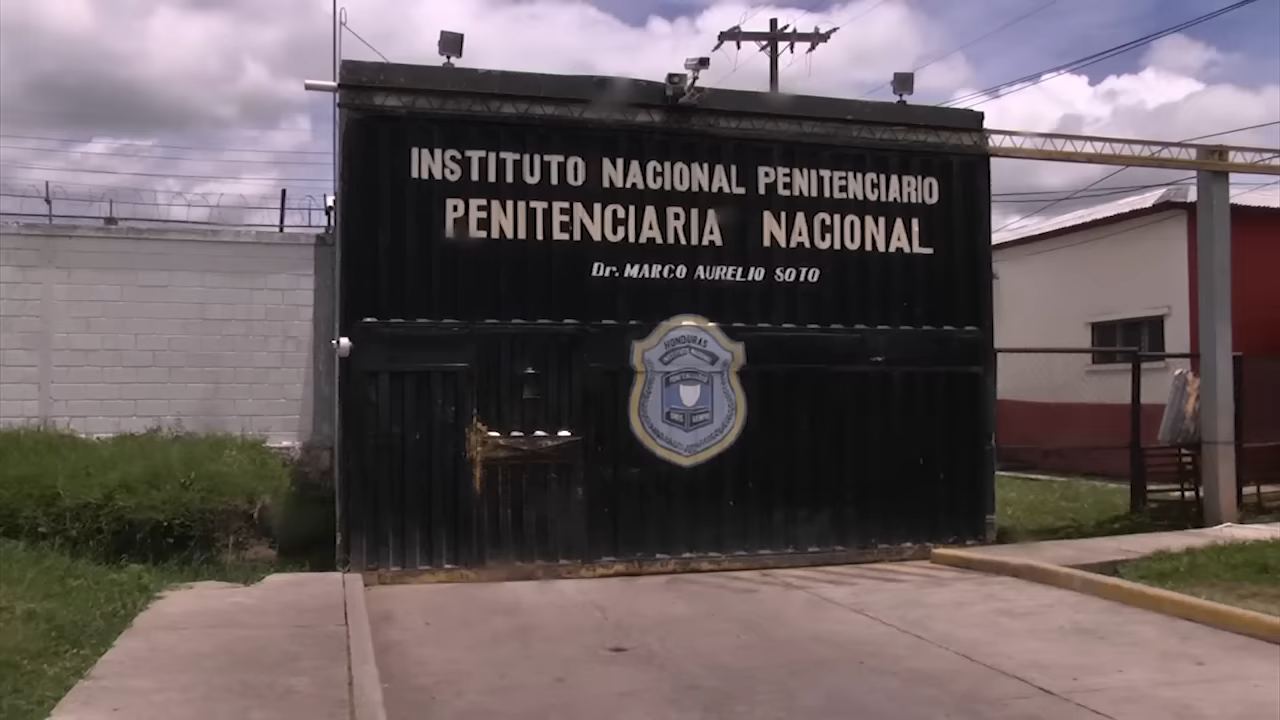 INSTITUTO NACIONAL PENITENCIARIO
PENITENCIARIA NACIONAL
Dr. MARCO AURELIO SOTO
HONDURAS